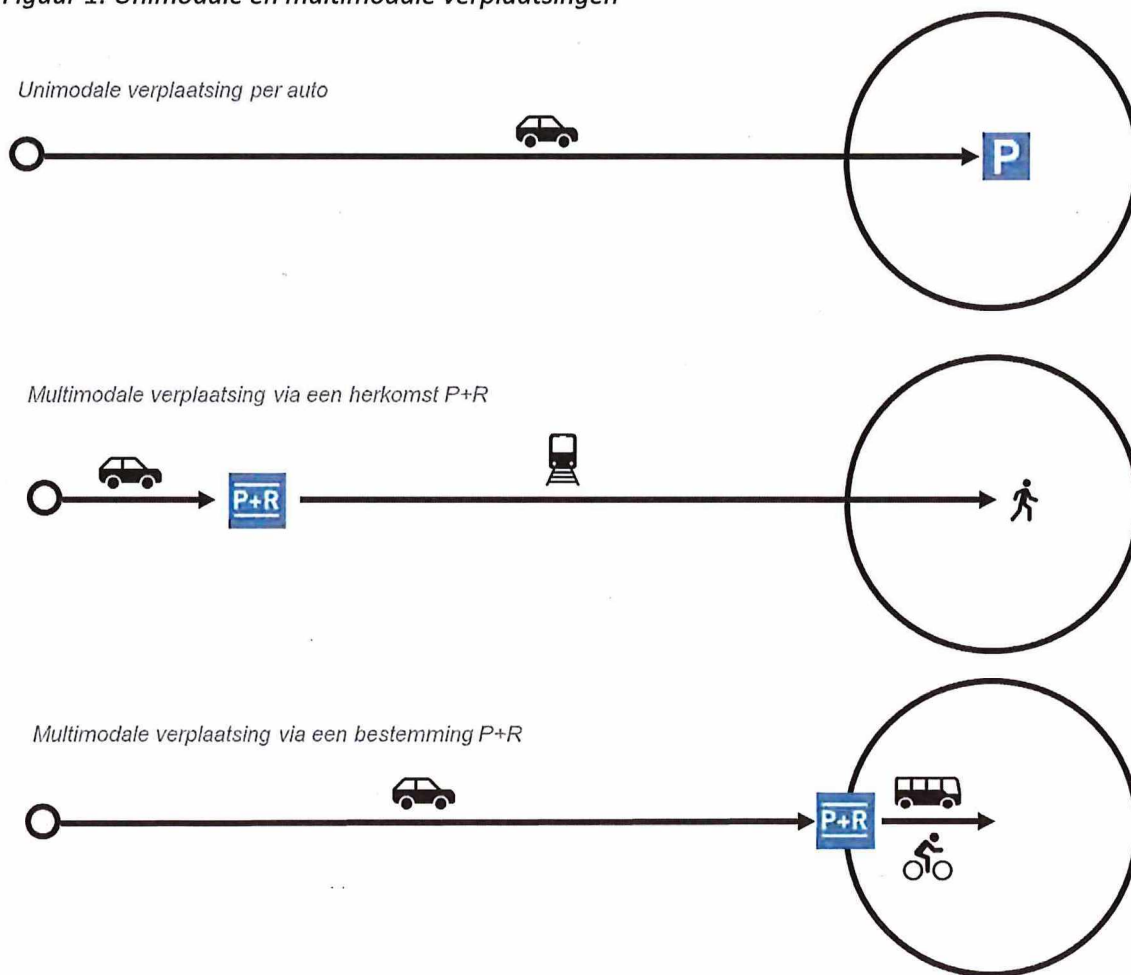 Figuur 1: Unimodale en multimodale verplaatsingen
Unimodale verplaatsing per auto
P
Multimodale verplaatsing via een herkomst P+R
P+R
Multimodale verplaatsing via een bestemming P+R
P+R